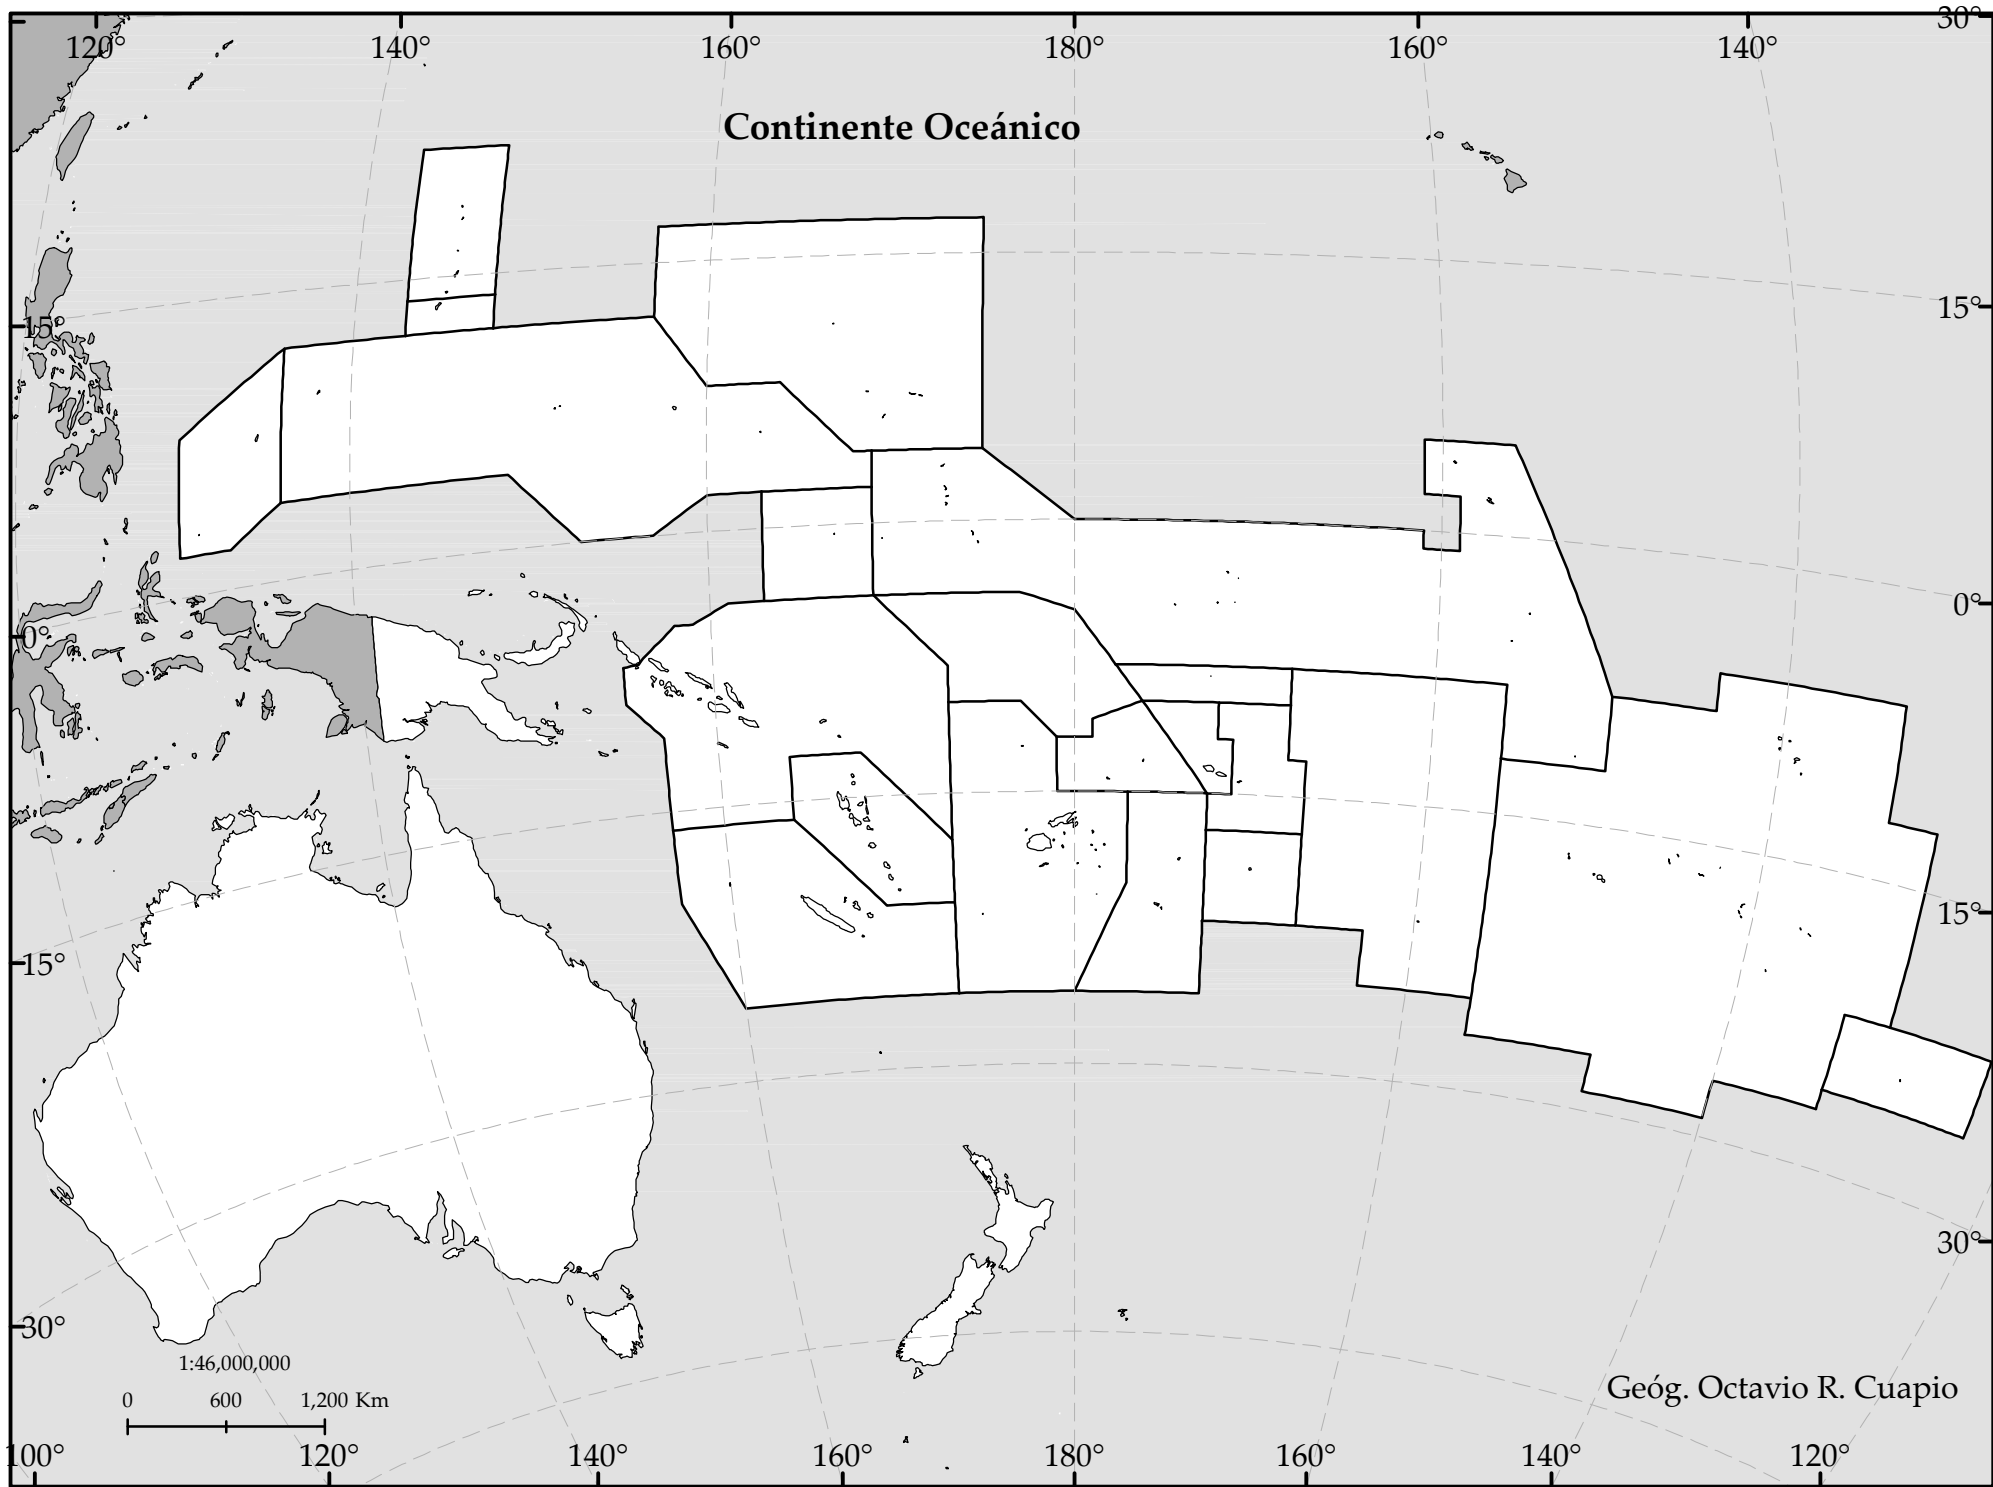 120° 140° 160° 180° 160° 140° 30°
Continente Oceánico
15° 15°
0° 0°
15° 15°
30° 30°
1:46,000,000
0 600 1,200 Km
Geóg. Octavio R. Cuapio
100° 120° 140° 160° 180° 160° 140° 120°